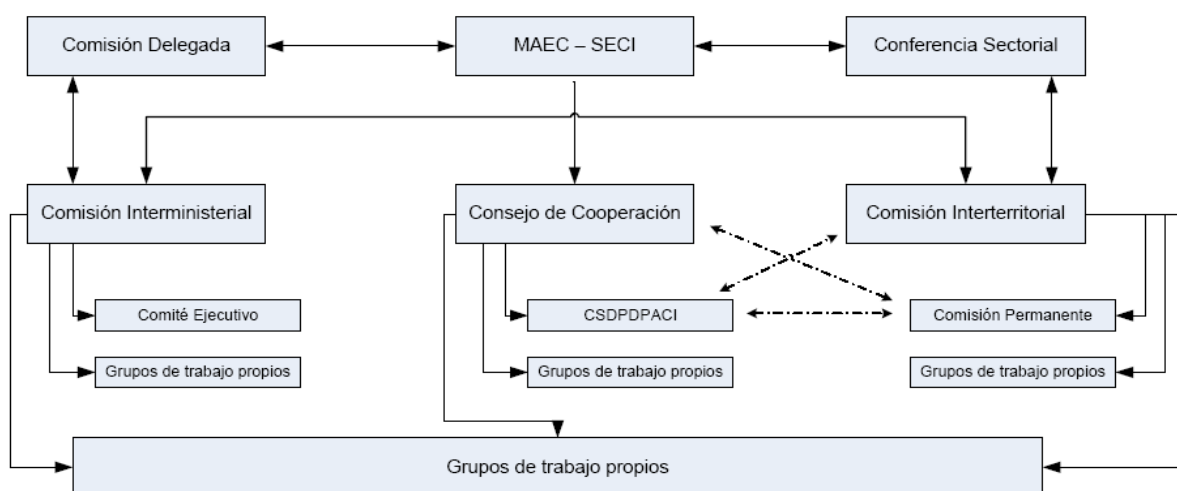 Comisión Delegada
MAEC – SECI
Conferencia Sectorial
Comisión Interministerial
Consejo de Cooperación
Comisión Interterritorial
Comité Ejecutivo
CSDPDPACI
Comisión Permanente
Grupos de trabajo propios
Grupos de trabajo propios
Grupos de trabajo propios
Grupos de trabajo propios